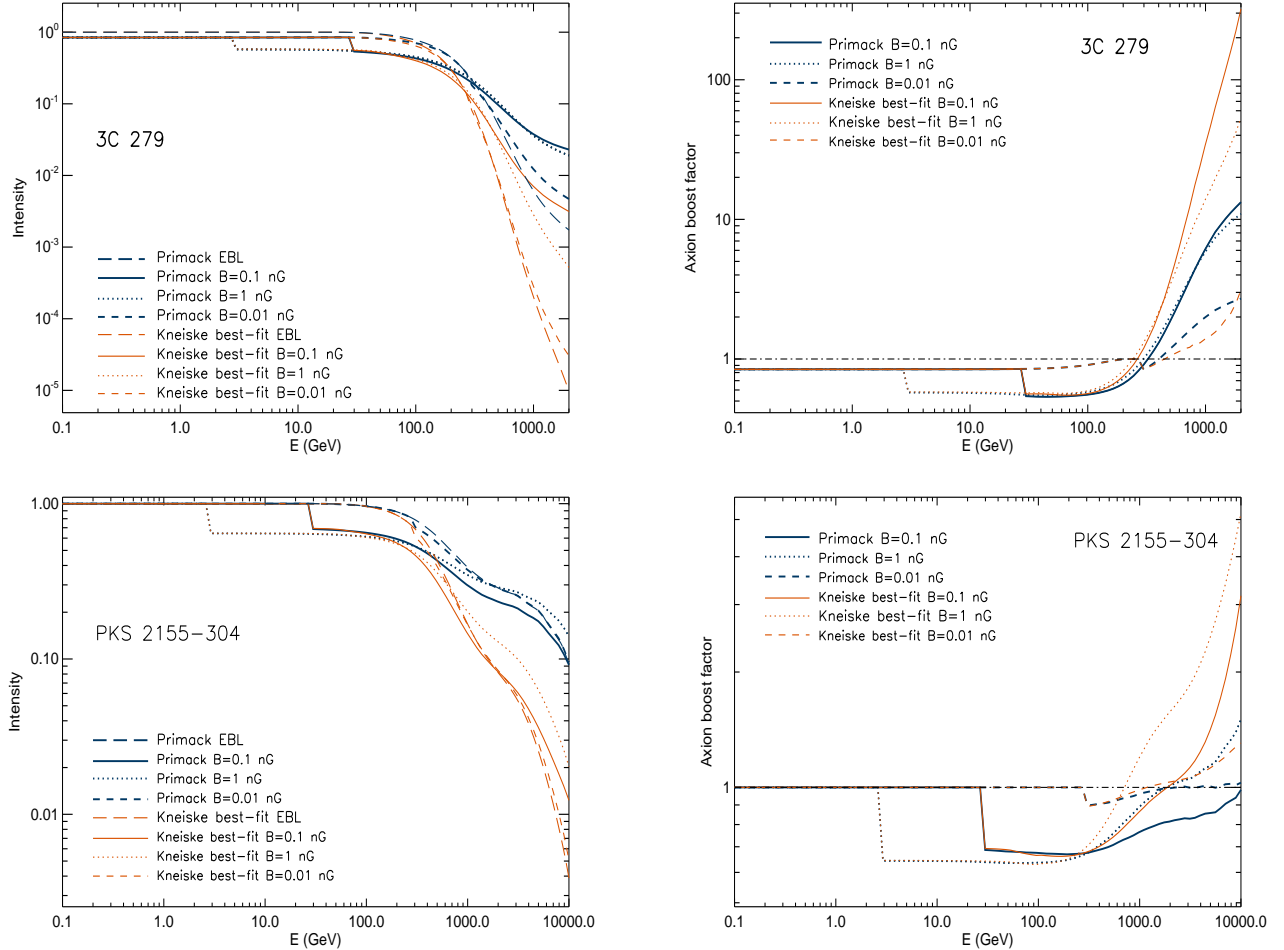 10^0
10^-1
10^-2
10^-3
10^-4
10^-5
Intensity
3C 279
Primack EBL
Primack B=0.1 nG
Primack B=1 nG
Primack B=0.01 nG
Kneiske best-fit EBL
Kneiske best-fit B=0.1 nG
Kneiske best-fit B=1 nG
Kneiske best-fit B=0.01 nG
0.1 1.0 10.0 100.0 1000.0
E (GeV)
100
10
1
Axion boost factor
3C 279
Primack B=0.1 nG
Primack B=1 nG
Primack B=0.01 nG
Kneiske best-fit B=0.1 nG
Kneiske best-fit B=1 nG
Kneiske best-fit B=0.01 nG
0.1 1.0 10.0 100.0 1000.0
E (GeV)
1.00
0.10
0.01
Intensity
PKS 2155-304
Primack EBL
Primack B=0.1 nG
Primack B=1 nG
Primack B=0.01 nG
Kneiske best-fit EBL
Kneiske best-fit B=0.1 nG
Kneiske best-fit B=1 nG
Kneiske best-fit B=0.01 nG
0.1 1.0 10.0 100.0 1000.0 10000.0
E (GeV)
1
Axion boost factor
PKS 2155-304
Primack B=0.1 nG
Primack B=1 nG
Primack B=0.01 nG
Kneiske best-fit B=0.1 nG
Kneiske best-fit B=1 nG
Kneiske best-fit B=0.01 nG
0.1 1.0 10.0 100.0 1000.0 10000.0
E (GeV)